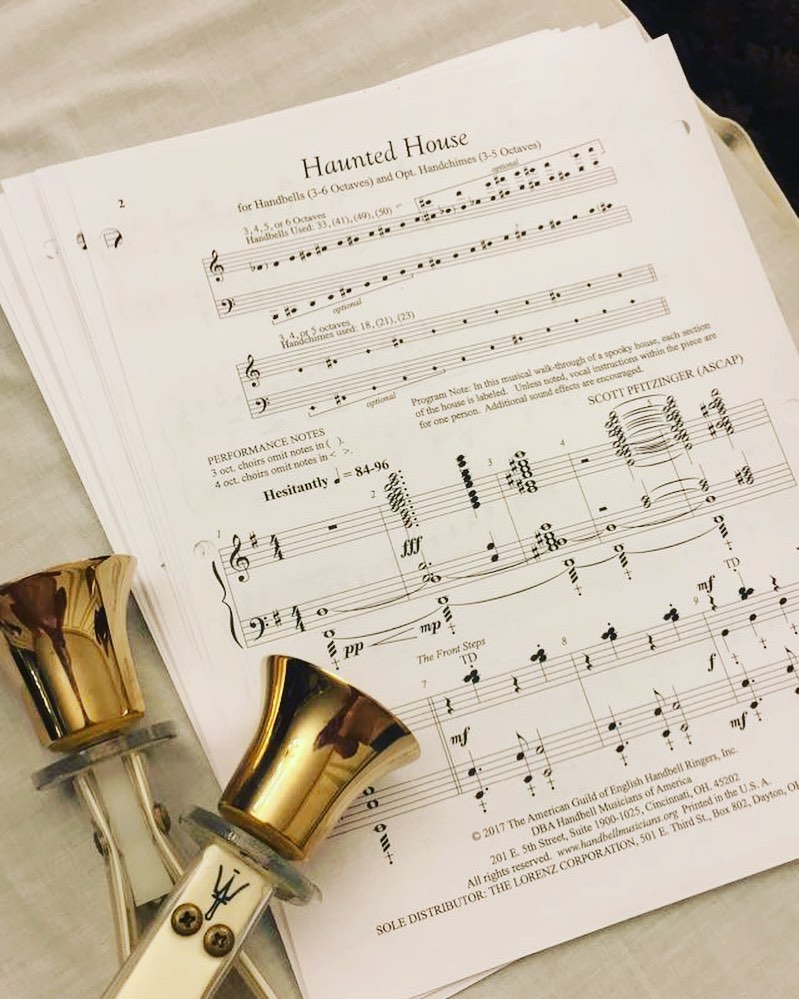 Haunted House
for Handbells (3-6 Octaves) and Opt. Handchimes (3-5 Octaves)
2
3, 4, 5, or 6 Octaves
Handbells Used: 33, (41), (49), (50)
optional
optional
3, 4, or 5 octaves
Handchimes used: 18, (21), (23)
optional
Program Note: In this musical walk-through of a spooky house, each section
of the house is labeled. Unless noted, vocal instructions within the piece are
for one person. Additional sound effects are encouraged.
SCOTT PFITZINGER (ASCAP)
PERFORMANCE NOTES
3 oct. choirs omit notes in ( ).
4 oct. choirs omit notes in < >.
Hesitantly ♩ = 84-96
1 2 3 4
fff
pp mp
The Front Steps
TD
TD
7 8 9
mf
mf
f
mf
© 2017 The American Guild of English Handbell Ringers, Inc.
DBA Handbell Musicians of America
201 E. 5th Street, Suite 1900-1025, Cincinnati, OH. 45202
All rights reserved. www.handbellmusicians.org Printed in the U.S. A.
SOLE DISTRIBUTOR: THE LORENZ CORPORATION, 501 E. Third St., Box 802, Dayton, O